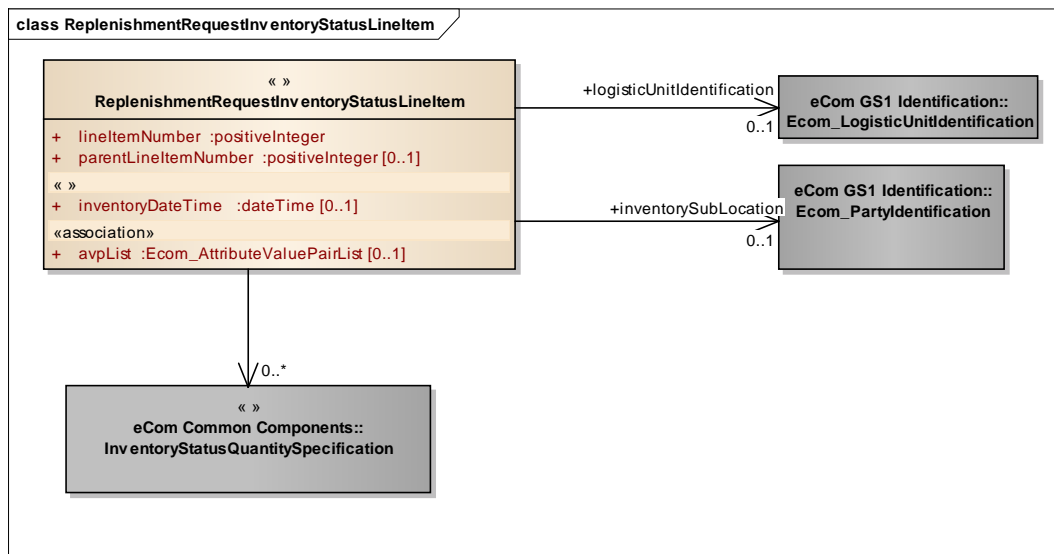 class ReplenishmentRequestInventoryStatusLineItem
« »
ReplenishmentRequestInventoryStatusLineItem
+ lineItemNumber :positiveInteger
+ parentLineItemNumber :positiveInteger [0..1]
« »
+ inventoryDateTime :dateTime [0..1]
«association»
+ avpList :Ecom_AttributeValuePairList [0..1]
+logisticUnitIdentification
0..1
eCom GS1 Identification::
Ecom_LogisticUnitIdentification
+inventorySubLocation
0..1
eCom GS1 Identification::
Ecom_PartyIdentification
0..*
« »
eCom Common Components::
InventoryStatusQuantitySpecification